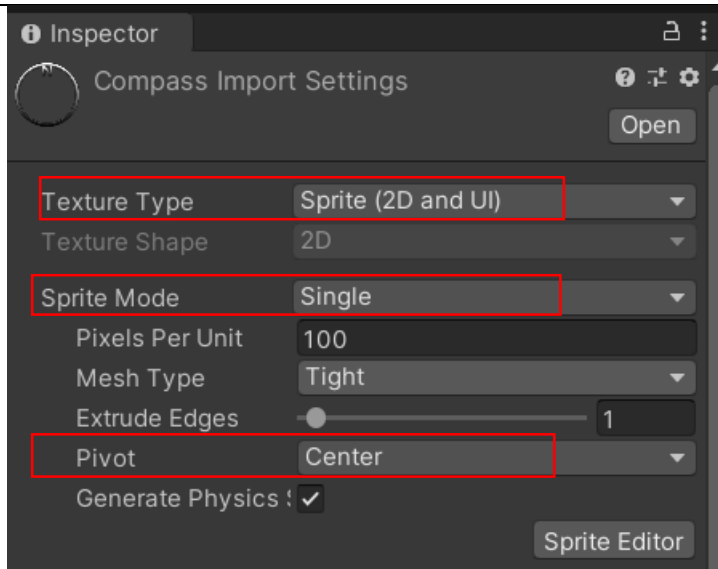 Inspector
Compass Import Settings
Open
Texture Type Sprite (2D and UI)
Texture Shape 2D
Sprite Mode Single
Pixels Per Unit 100
Mesh Type Tight
Extrude Edges 1
Pivot Center
Generate Physics
Sprite Editor